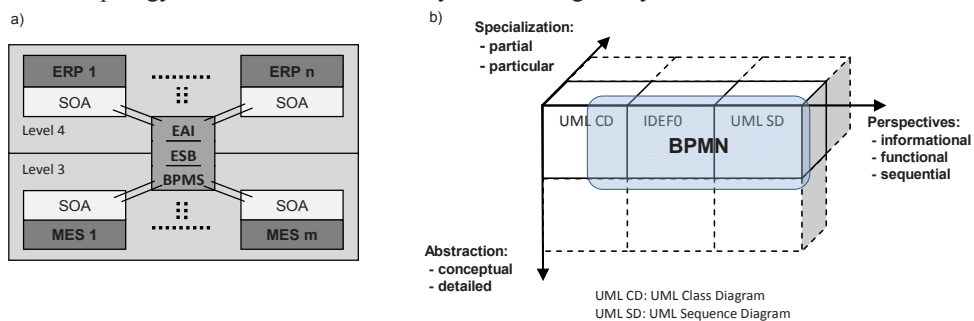 a)
ERP 1
ERP n
SOA
SOA
Level 4
EAI
ESB
BPMS
Level 3
SOA
SOA
MES 1
MES m
b)
Specialization:
- partial
- particular
UML CD
IDEF0
UML SD
BPMN
Perspectives:
- informational
- functional
- sequential
Abstraction:
- conceptual
- detailed
UML CD: UML Class Diagram
UML SD: UML Sequence Diagram